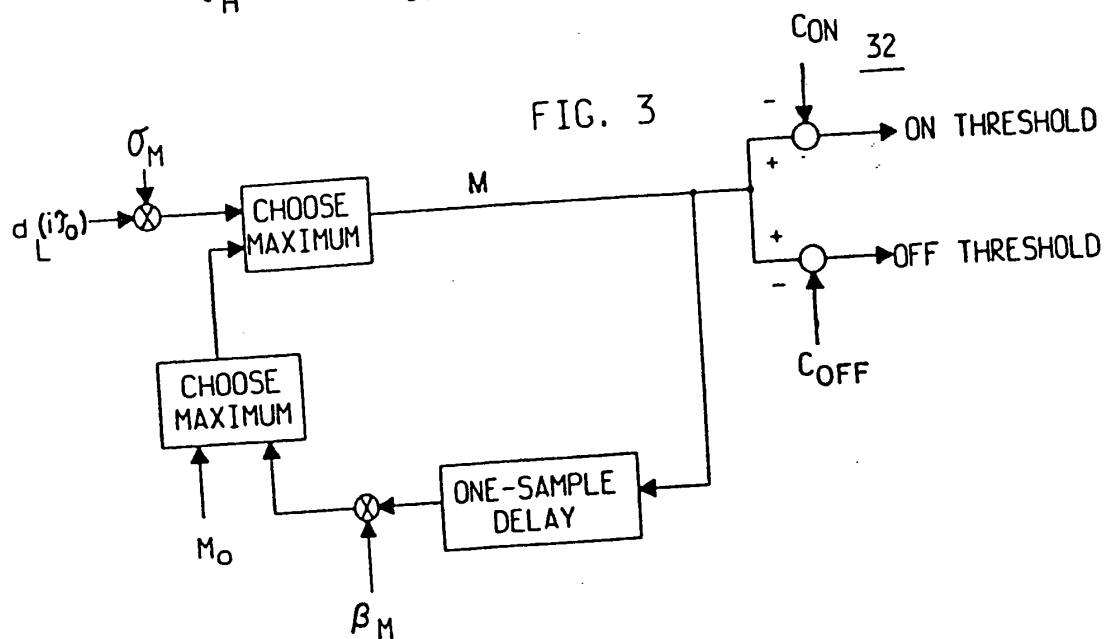 H
C_ON
32
FIG. 3
σ_M
M
ON THRESHOLD
+
-
d_L(iτ_0)
CHOOSE
MAXIMUM
+
-
OFF THRESHOLD
C_OFF
CHOOSE
MAXIMUM
ONE-SAMPLE
DELAY
M_0
β_M